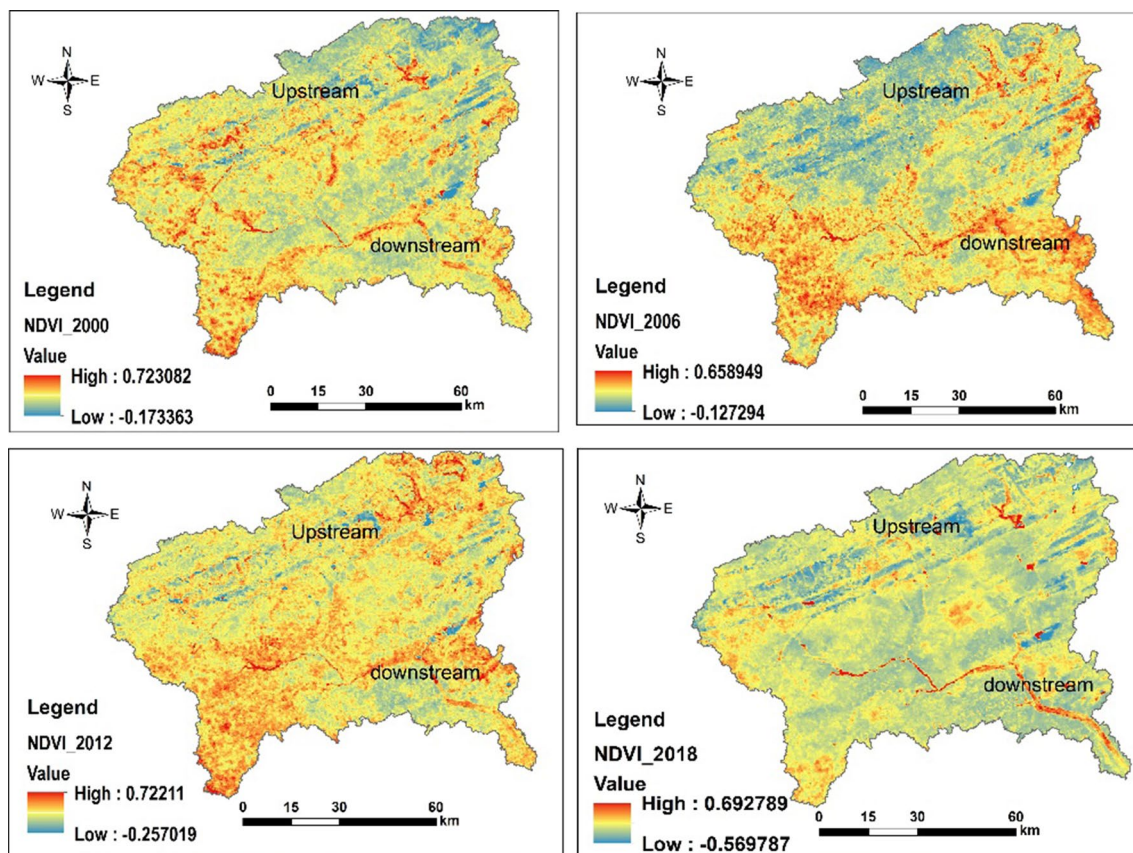 N
W E
S
Upstream
downstream
Legend
NDVI_2000
Value
High : 0.723082
Low : -0.173363
0 15 30 60
km
N
W E
S
Upstream
downstream
Legend
NDVI_2006
Value
High : 0.658949
Low : -0.127294
0 15 30 60
km
N
W E
S
Upstream
downstream
Legend
NDVI_2012
Value
High : 0.72211
Low : -0.257019
0 15 30 60
km
N
W E
S
Upstream
downstream
Legend
NDVI_2018
Value
High : 0.692789
Low : -0.569787
0 15 30 60
km